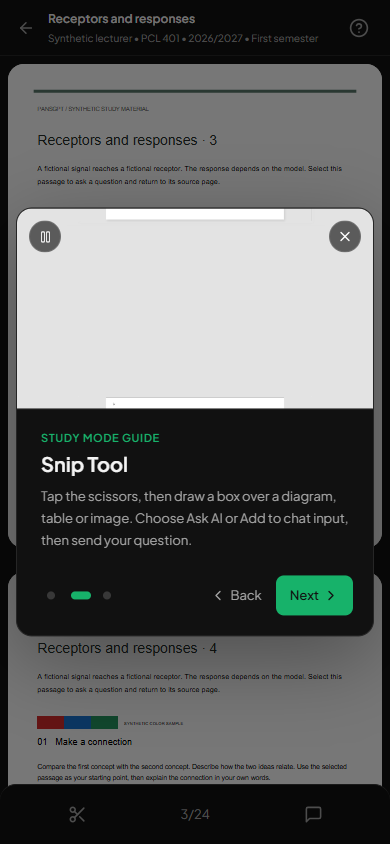 Receptors and responses
Synthetic lecturer • PCL 401 • 2026/2027 • First semester
PANSGPT / SYNTHETIC STUDY MATERIAL
Receptors and responses · 3
A fictional signal reaches a fictional receptor. The response depends on the model. Select this
passage to ask a question and return to its source page.
STUDY MODE GUIDE
Snip Tool
Tap the scissors, then draw a box over a diagram,
table or image. Choose Ask AI or Add to chat input,
then send your question.
Back
Next
Receptors and responses · 4
A fictional signal reaches a fictional receptor. The response depends on the model. Select this
passage to ask a question and return to its source page.
SYNTHETIC COLOR SAMPLE
01 Make a connection
Compare the first concept with the second concept. Describe how the two ideas relate. Use the selected
passage as your starting point, then explain the connection in your own words.
3/24